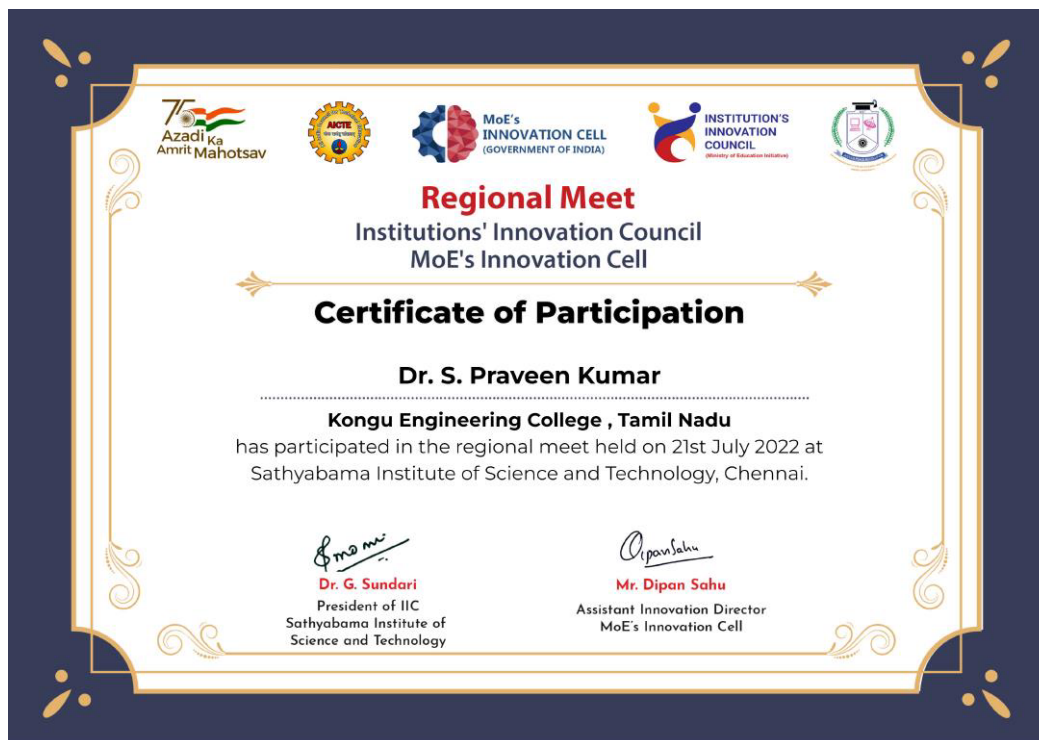 75
Azadi Ka
Amrit Mahotsav
AICTE
MoE's
INNOVATION CELL
(GOVERNMENT OF INDIA)
INSTITUTION'S
INNOVATION
COUNCIL
(Ministry of Education Initiative)
Regional Meet
Institutions' Innovation Council
MoE's Innovation Cell
Certificate of Participation
Dr. S. Praveen Kumar
Kongu Engineering College , Tamil Nadu
has participated in the regional meet held on 21st July 2022 at
Sathyabama Institute of Science and Technology, Chennai.
DipanSahu
Dr. G. Sundari
President of IIC
Sathyabama Institute of
Science and Technology
Mr. Dipan Sahu
Assistant Innovation Director
MoE's Innovation Cell